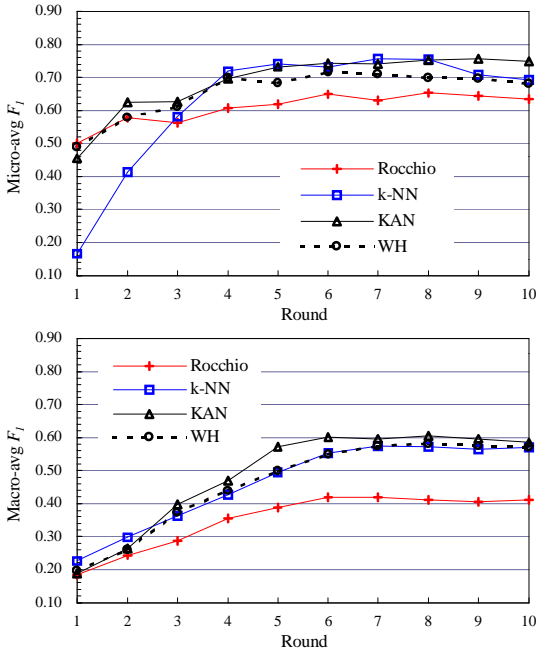 0.90
0.80
0.70
0.60
0.50
0.40
0.30
0.20
0.10
Micro-avg F1
Rocchio
k-NN
KAN
WH
1 2 3 4 5 6 7 8 9 10
Round
0.90
0.80
0.70
0.60
0.50
0.40
0.30
0.20
0.10
Macro-avg F1
Rocchio
k-NN
KAN
WH
1 2 3 4 5 6 7 8 9 10
Round